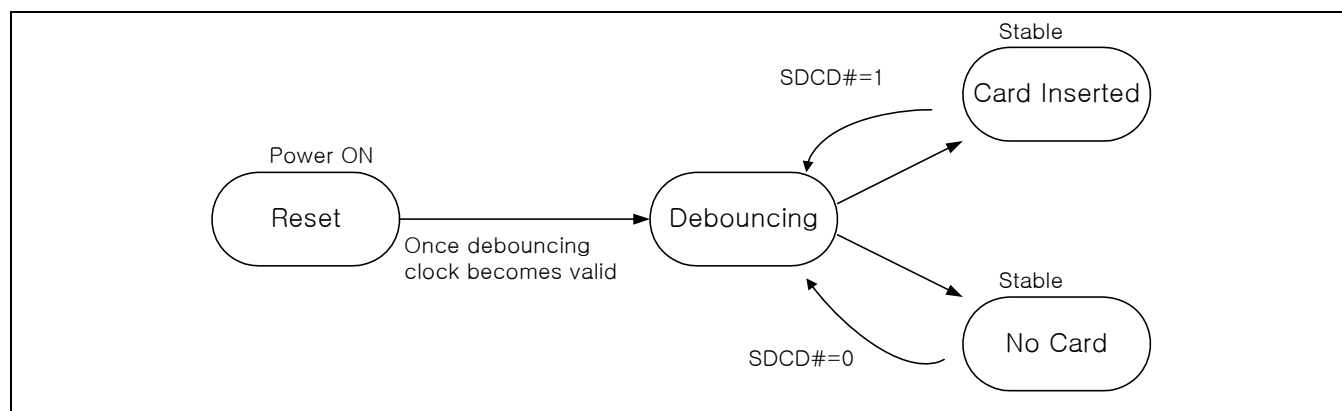 Stable
Card Inserted
SDCD#=1
Power ON
Reset
Debouncing
Once debouncing
clock becomes valid
Stable
No Card
SDCD#=0